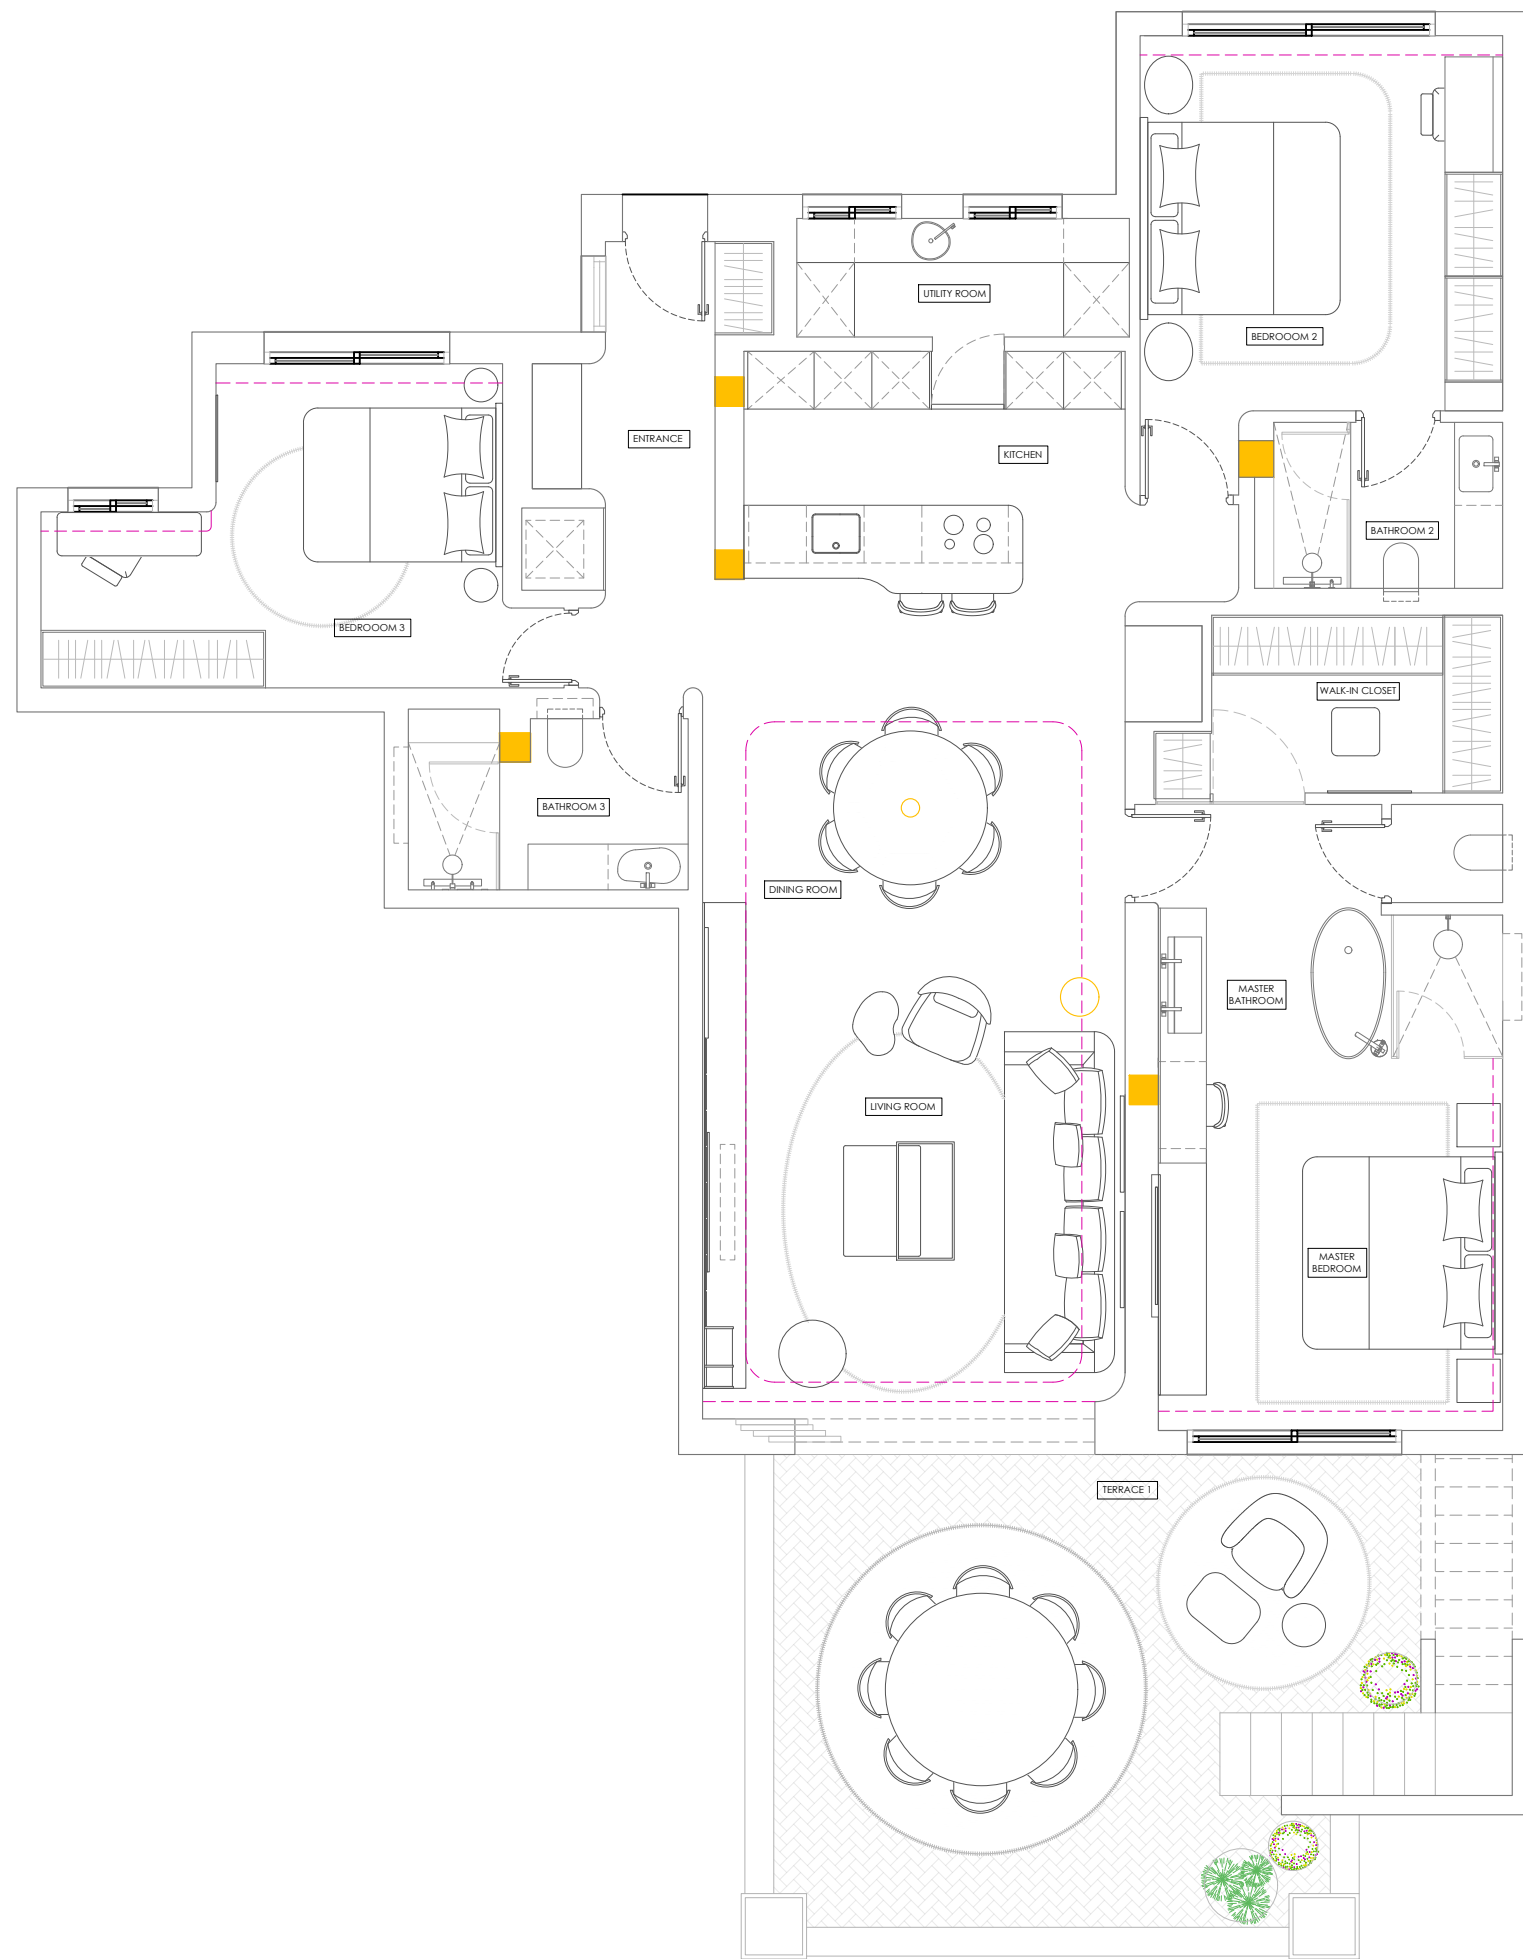 UTILITY ROOM
BEDROOOM 2
ENTRANCE
KITCHEN
BATHROOM 2
BEDROOOM 3
WALK-IN CLOSET
BATHROOM 3
DINING ROOM
MASTER
BATHROOM
LIVING ROOM
MASTER
BEDROOM
TERRACE 1